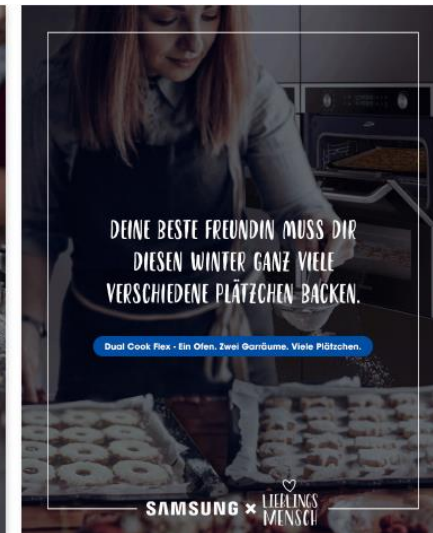 DEINE BESTE FREUNDIN MUSS DIR
DIESEN WINTER GANZ VIELE
VERSCHIEDENE PLÄTZCHEN BACKEN.
Dual Cook Flex - Ein Ofen. Zwei Garräume. Viele Plätzchen.
SAMSUNG × LIEBLINGS
MENSCH